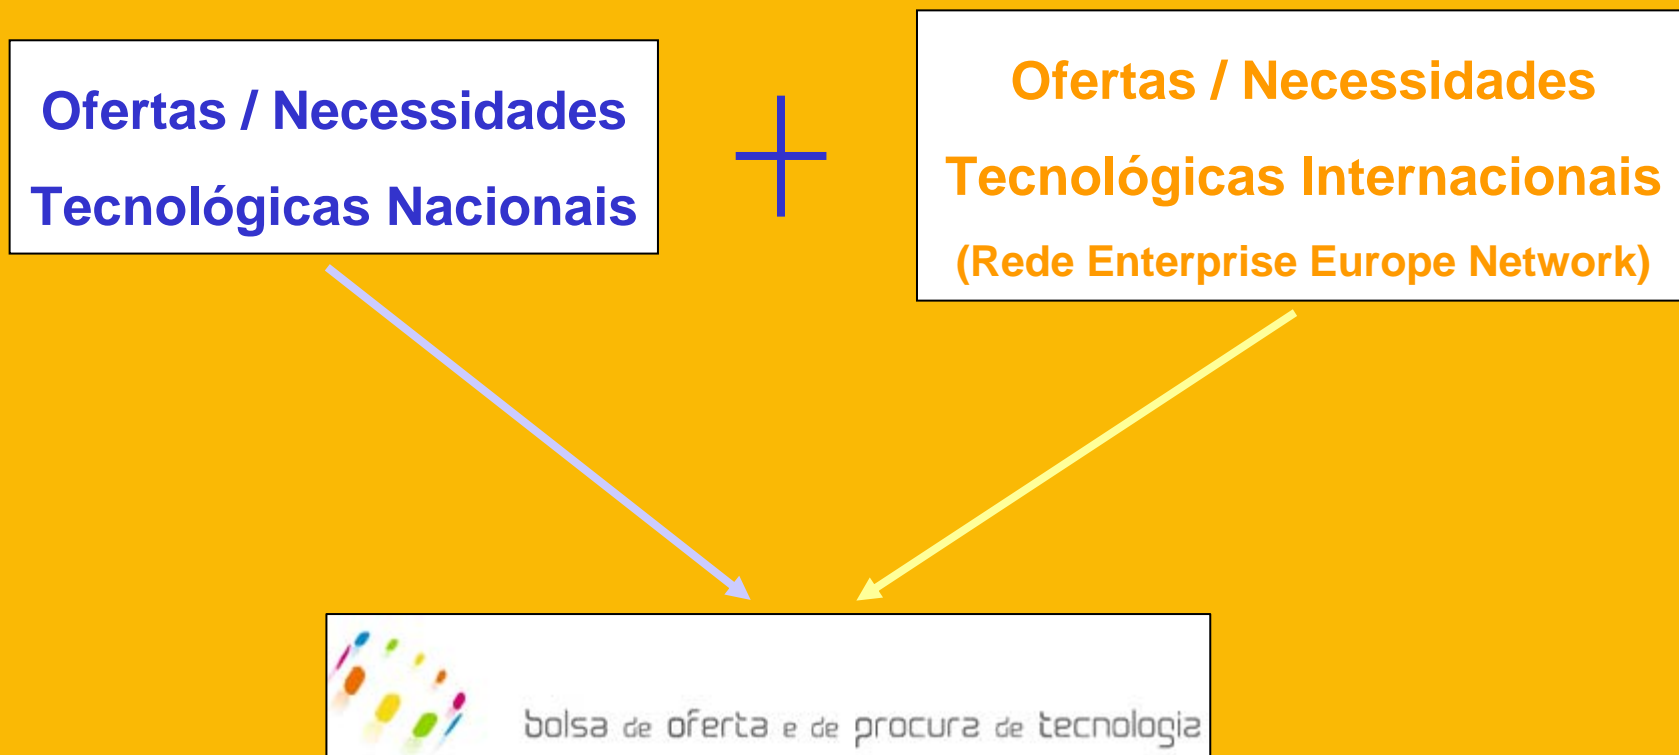 Ofertas / Necessidades
Tecnológicas Nacionais
Ofertas / Necessidades
Tecnológicas Internacionais
(Rede Enterprise Europe Network)
bolsa de oferta e de procura de tecnologia